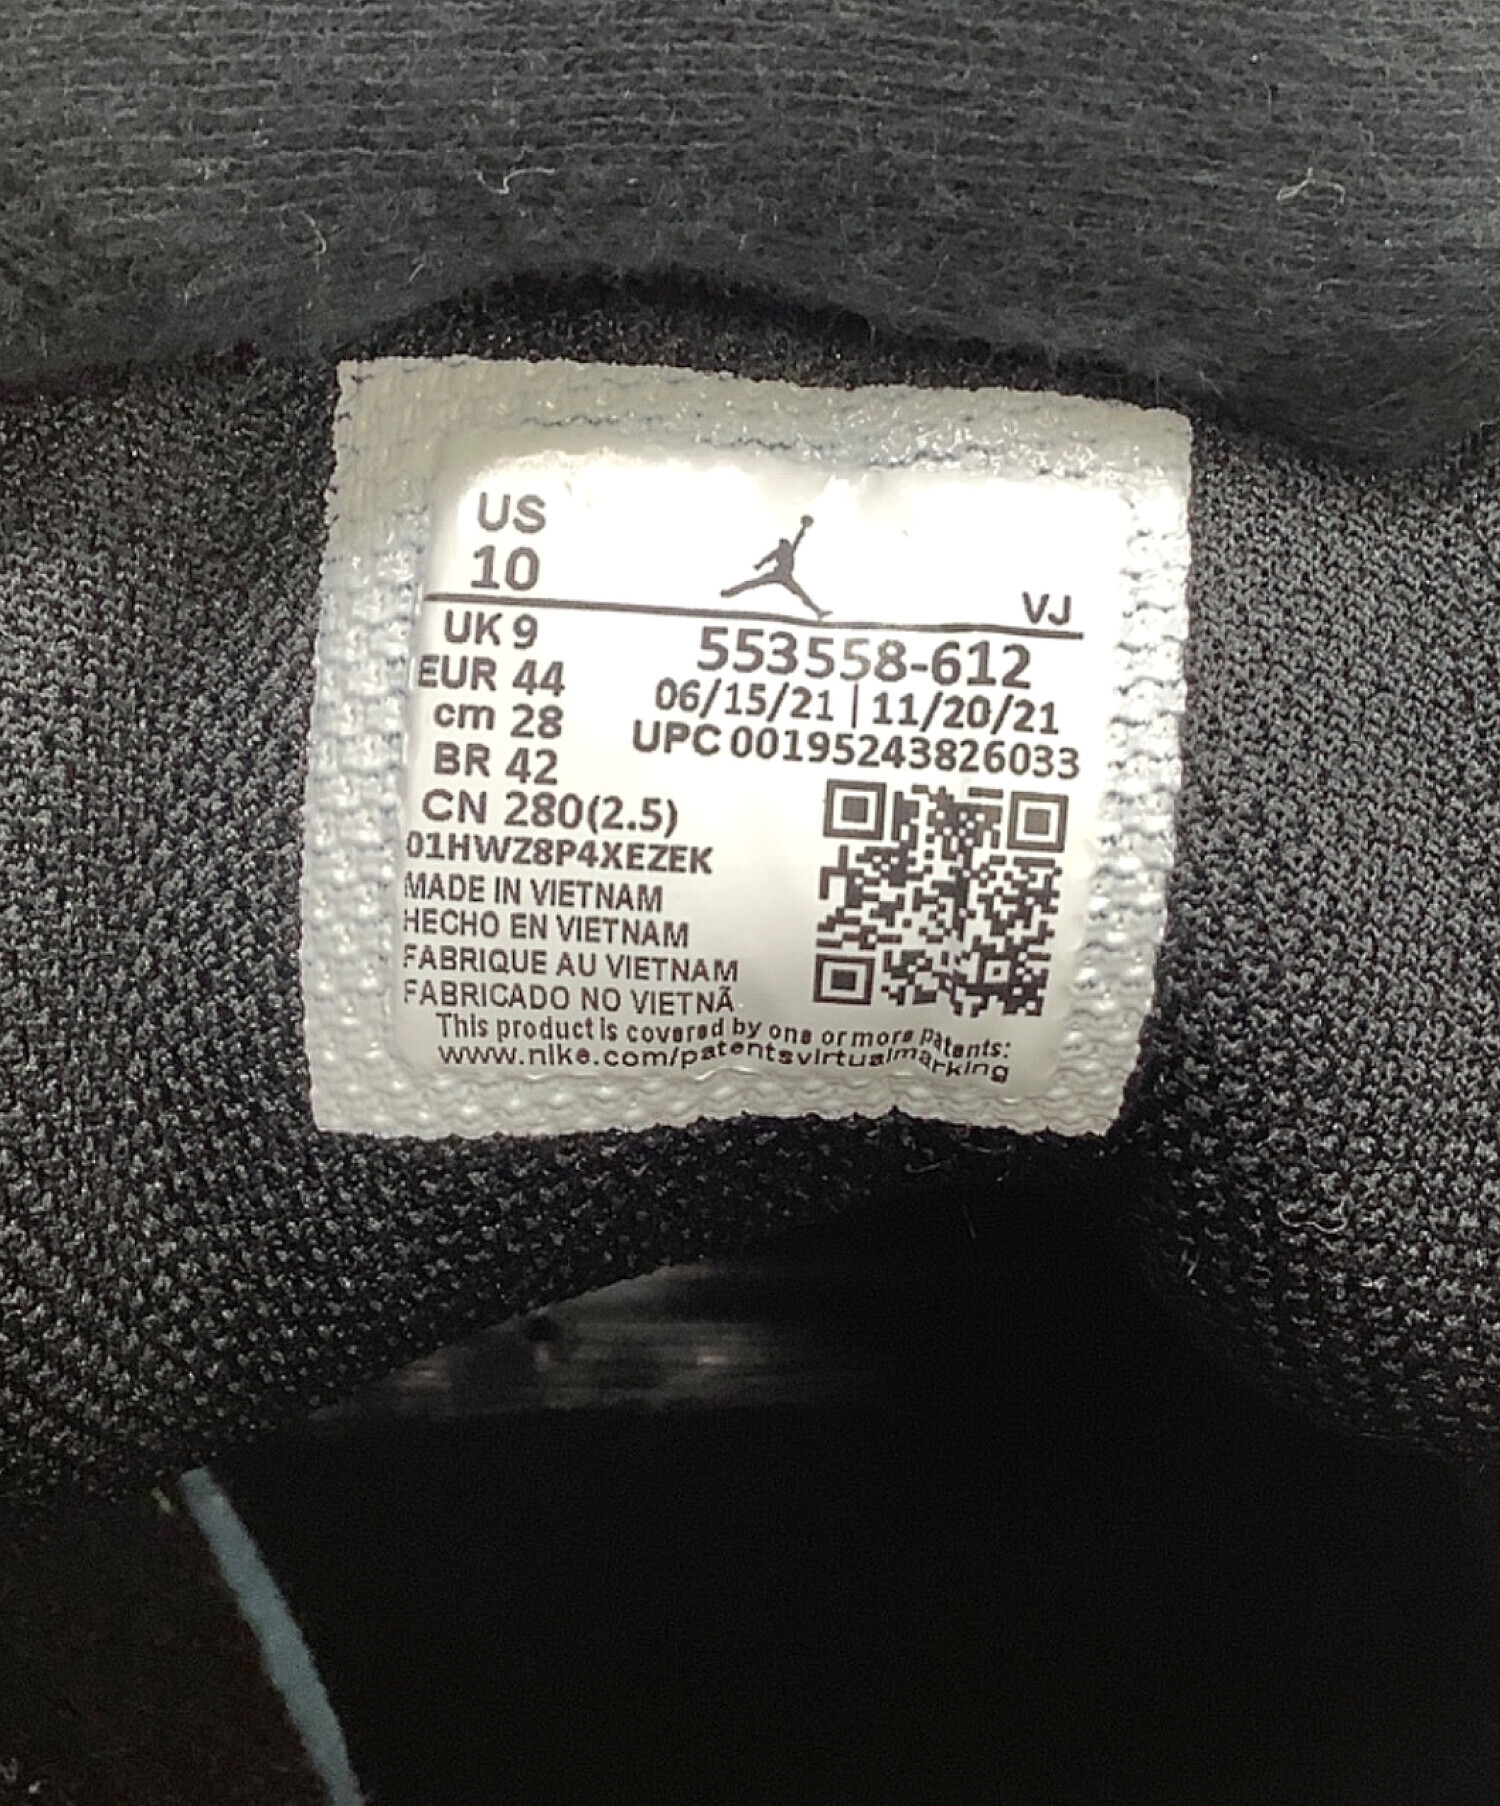 US
10
VJ
UK 9
EUR 44
cm 28
BR 42
CN 280(2.5)
553558-612
06/15/21 | 11/20/21
UPC 00195243826033
01HWZ8P4XEZEK
MADE IN VIETNAM
HECHO EN VIETNAM
FABRIQUE AU VIETNAM
FABRICADO NO VIETNÃ
This product is covered by one or more patents:
www.nike.com/patentsvirtualmarking